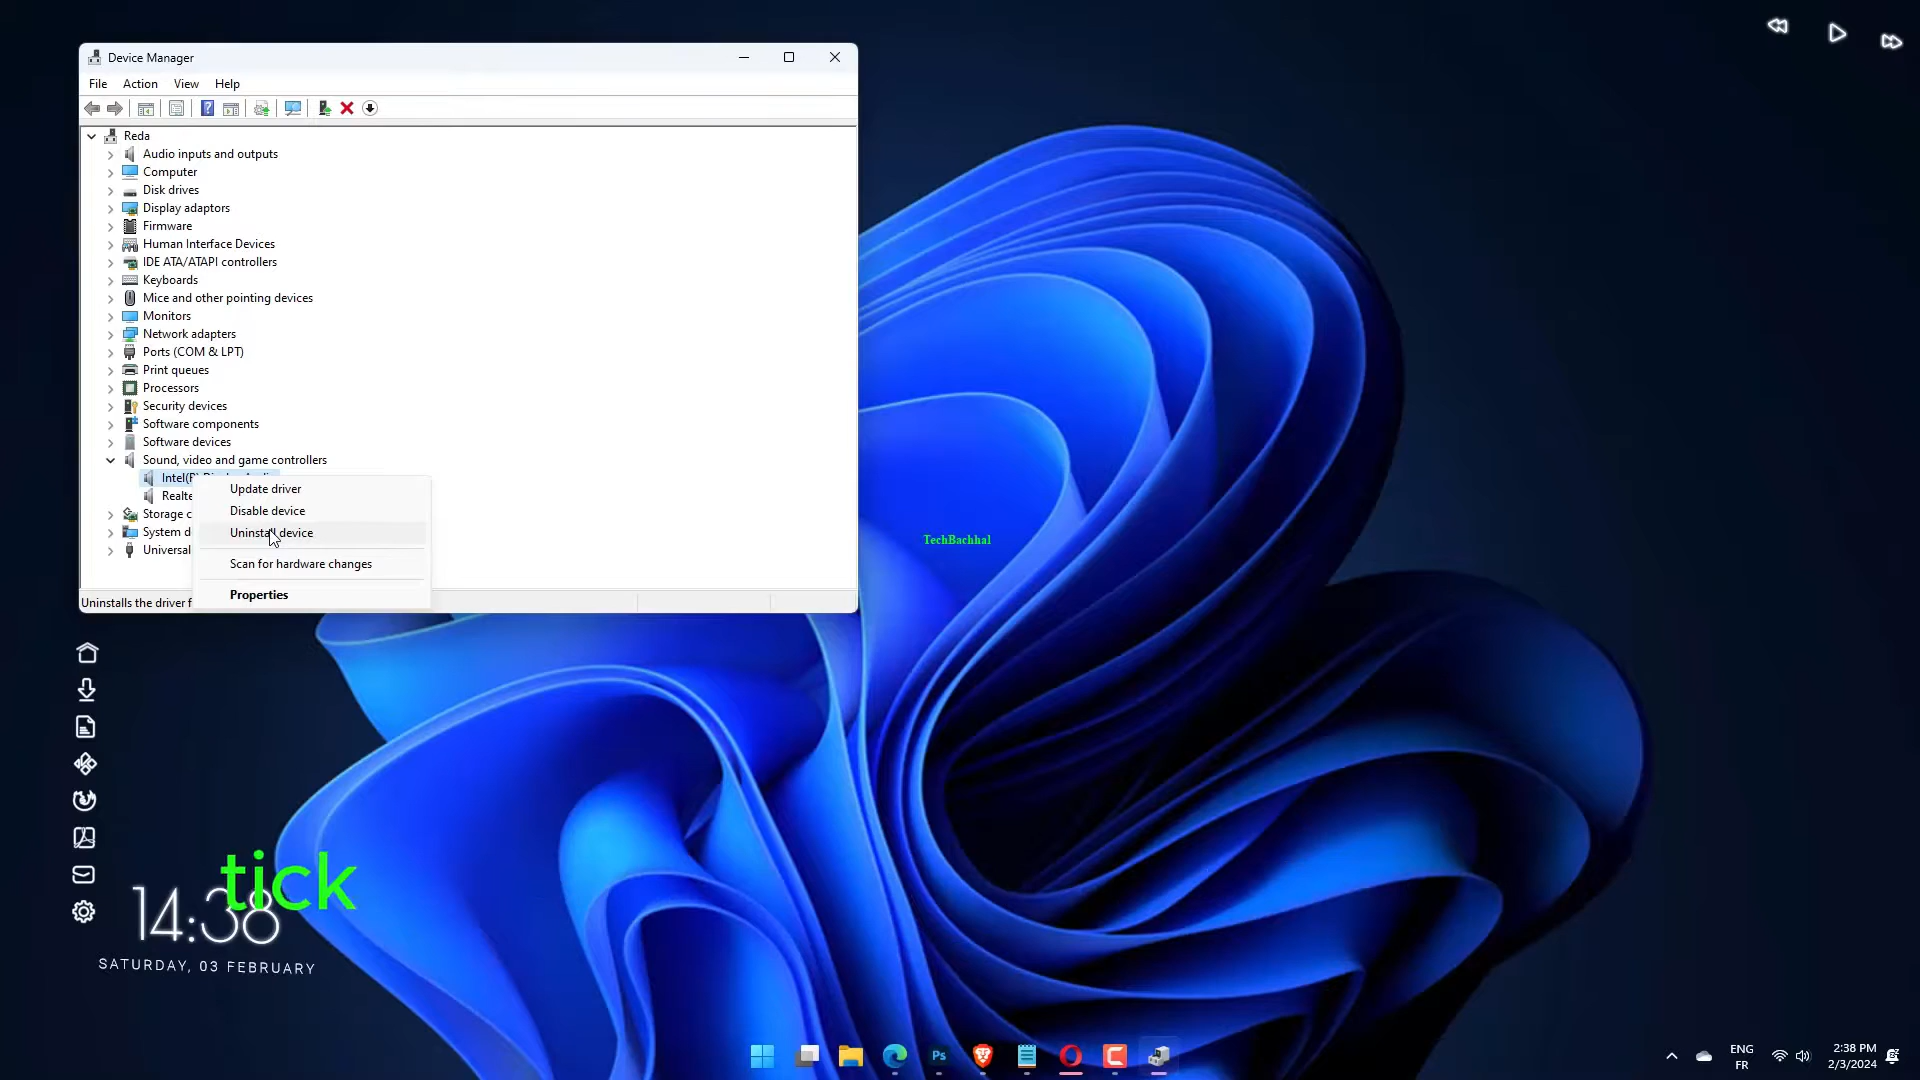 Device Manager
File Action View Help
Reda
Audio inputs and outputs
Computer
Disk drives
Display adaptors
Firmware
Human Interface Devices
IDE ATA/ATAPI controllers
Keyboards
Mice and other pointing devices
Monitors
Network adapters
Ports (COM & LPT)
Print queues
Processors
Security devices
Software components
Software devices
Sound, video and game controllers
Intel(R) Display Audio
Realte
Storage c
System d
Universal
Update driver
Disable device
Uninstall device
Scan for hardware changes
Properties
Uninstalls the driver f
TechBachhal
tick
14:38
SATURDAY, 03 FEBRUARY
Ps
ENG
FR
2:38 PM
2/3/2024